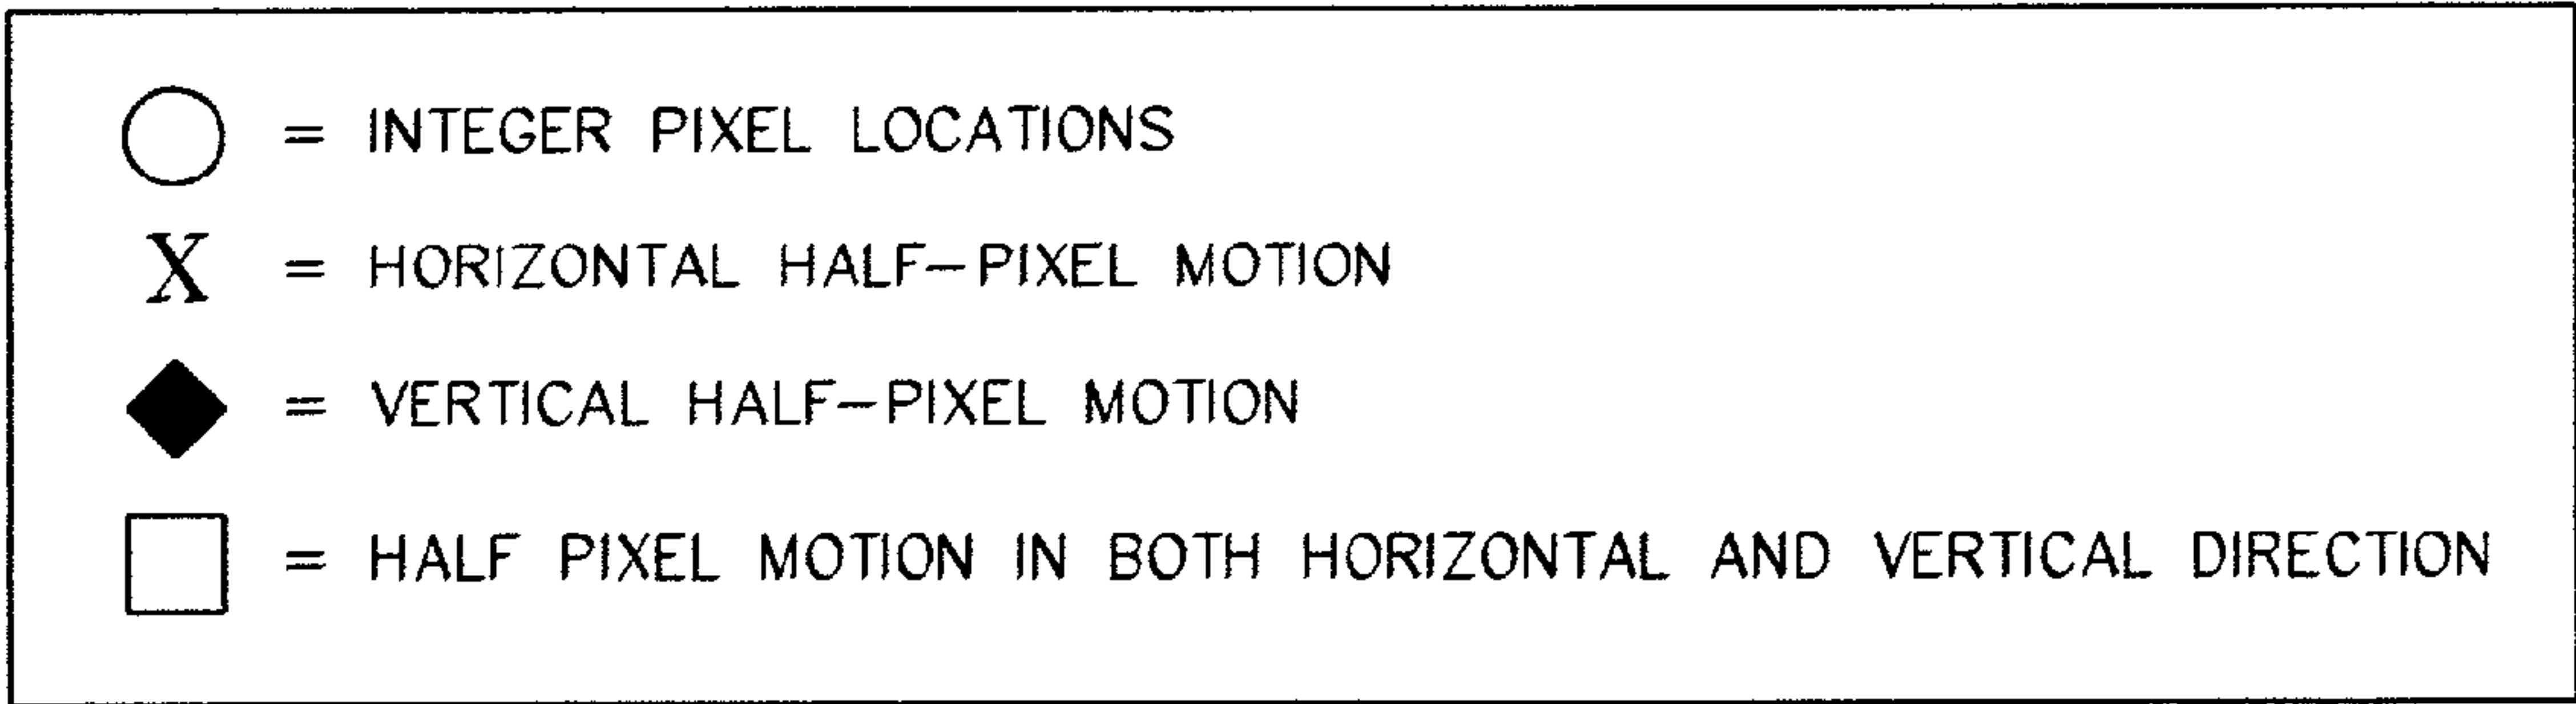 = INTEGER PIXEL LOCATIONS
X = HORIZONTAL HALF-PIXEL MOTION
= VERTICAL HALF-PIXEL MOTION
= HALF PIXEL MOTION IN BOTH HORIZONTAL AND VERTICAL DIRECTION